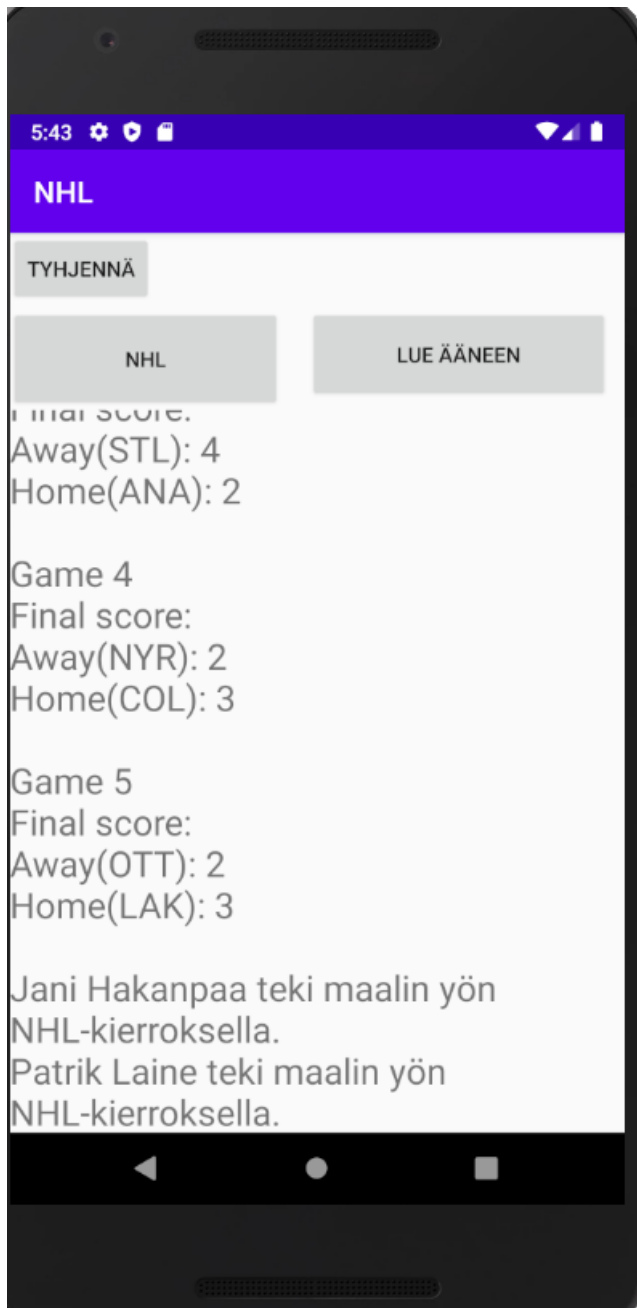 5:43
NHL
TYHJENNÄ
NHL
LUE ÄÄNEEN
Final score:
Away(STL): 4
Home(ANA): 2
Game 4
Final score:
Away(NYR): 2
Home(COL): 3
Game 5
Final score:
Away(OTT): 2
Home(LAK): 3
Jani Hakanpaa teki maalin yön
NHL-kierroksella.
Patrik Laine teki maalin yön
NHL-kierroksella.